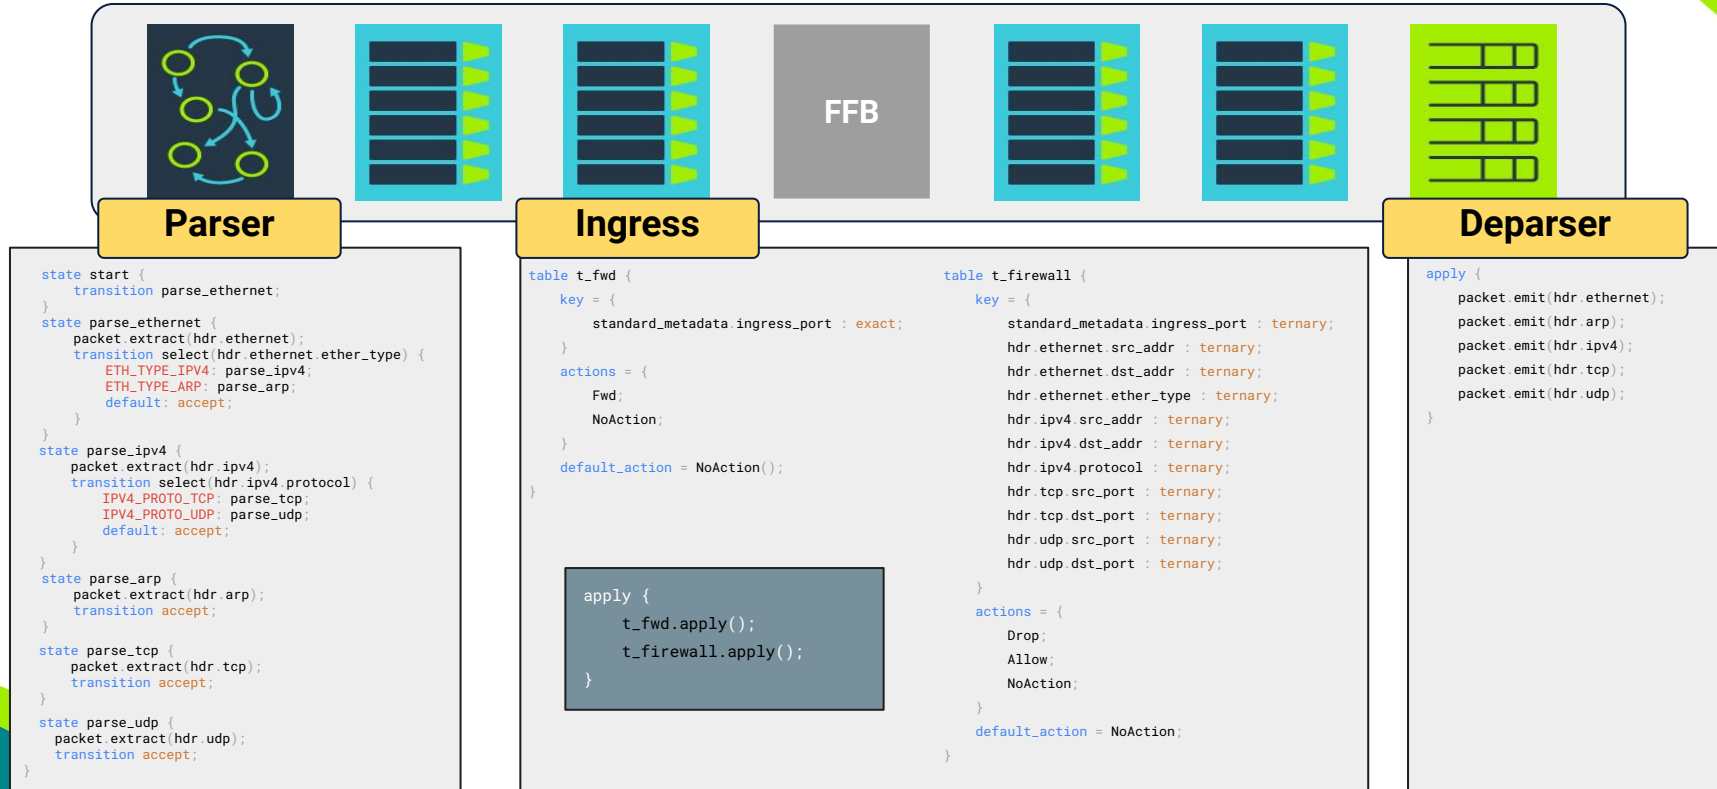 FFB
Parser
Ingress
Deparser
state start {
transition parse_ethernet;
}
state parse_ethernet {
packet.extract(hdr.ethernet);
transition select(hdr.ethernet.ether_type) {
ETH_TYPE_IPV4: parse_ipv4;
ETH_TYPE_ARP: parse_arp;
default: accept;
}
}
state parse_ipv4 {
packet.extract(hdr.ipv4);
transition select(hdr.ipv4.protocol) {
IPV4_PROTO_TCP: parse_tcp;
IPV4_PROTO_UDP: parse_udp;
default: accept;
}
}
state parse_arp {
packet.extract(hdr.arp);
transition accept;
}
state parse_tcp {
packet.extract(hdr.tcp);
transition accept;
}
state parse_udp {
packet.extract(hdr.udp);
transition accept;
}
table t_fwd {
key = {
standard_metadata.ingress_port : exact;
}
actions = {
Fwd;
NoAction;
}
default_action = NoAction();
}
apply {
t_fwd.apply();
t_firewall.apply();
}
table t_firewall {
key = {
standard_metadata.ingress_port : ternary;
hdr.ethernet.src_addr : ternary;
hdr.ethernet.dst_addr : ternary;
hdr.ethernet.ether_type : ternary;
hdr.ipv4.src_addr : ternary;
hdr.ipv4.dst_addr : ternary;
hdr.ipv4.protocol : ternary;
hdr.tcp.src_port : ternary;
hdr.tcp.dst_port : ternary;
hdr.udp.src_port : ternary;
hdr.udp.dst_port : ternary;
}
actions = {
Drop;
Allow;
NoAction;
}
default_action = NoAction;
}
apply {
packet.emit(hdr.ethernet);
packet.emit(hdr.arp);
packet.emit(hdr.ipv4);
packet.emit(hdr.tcp);
packet.emit(hdr.udp);
}